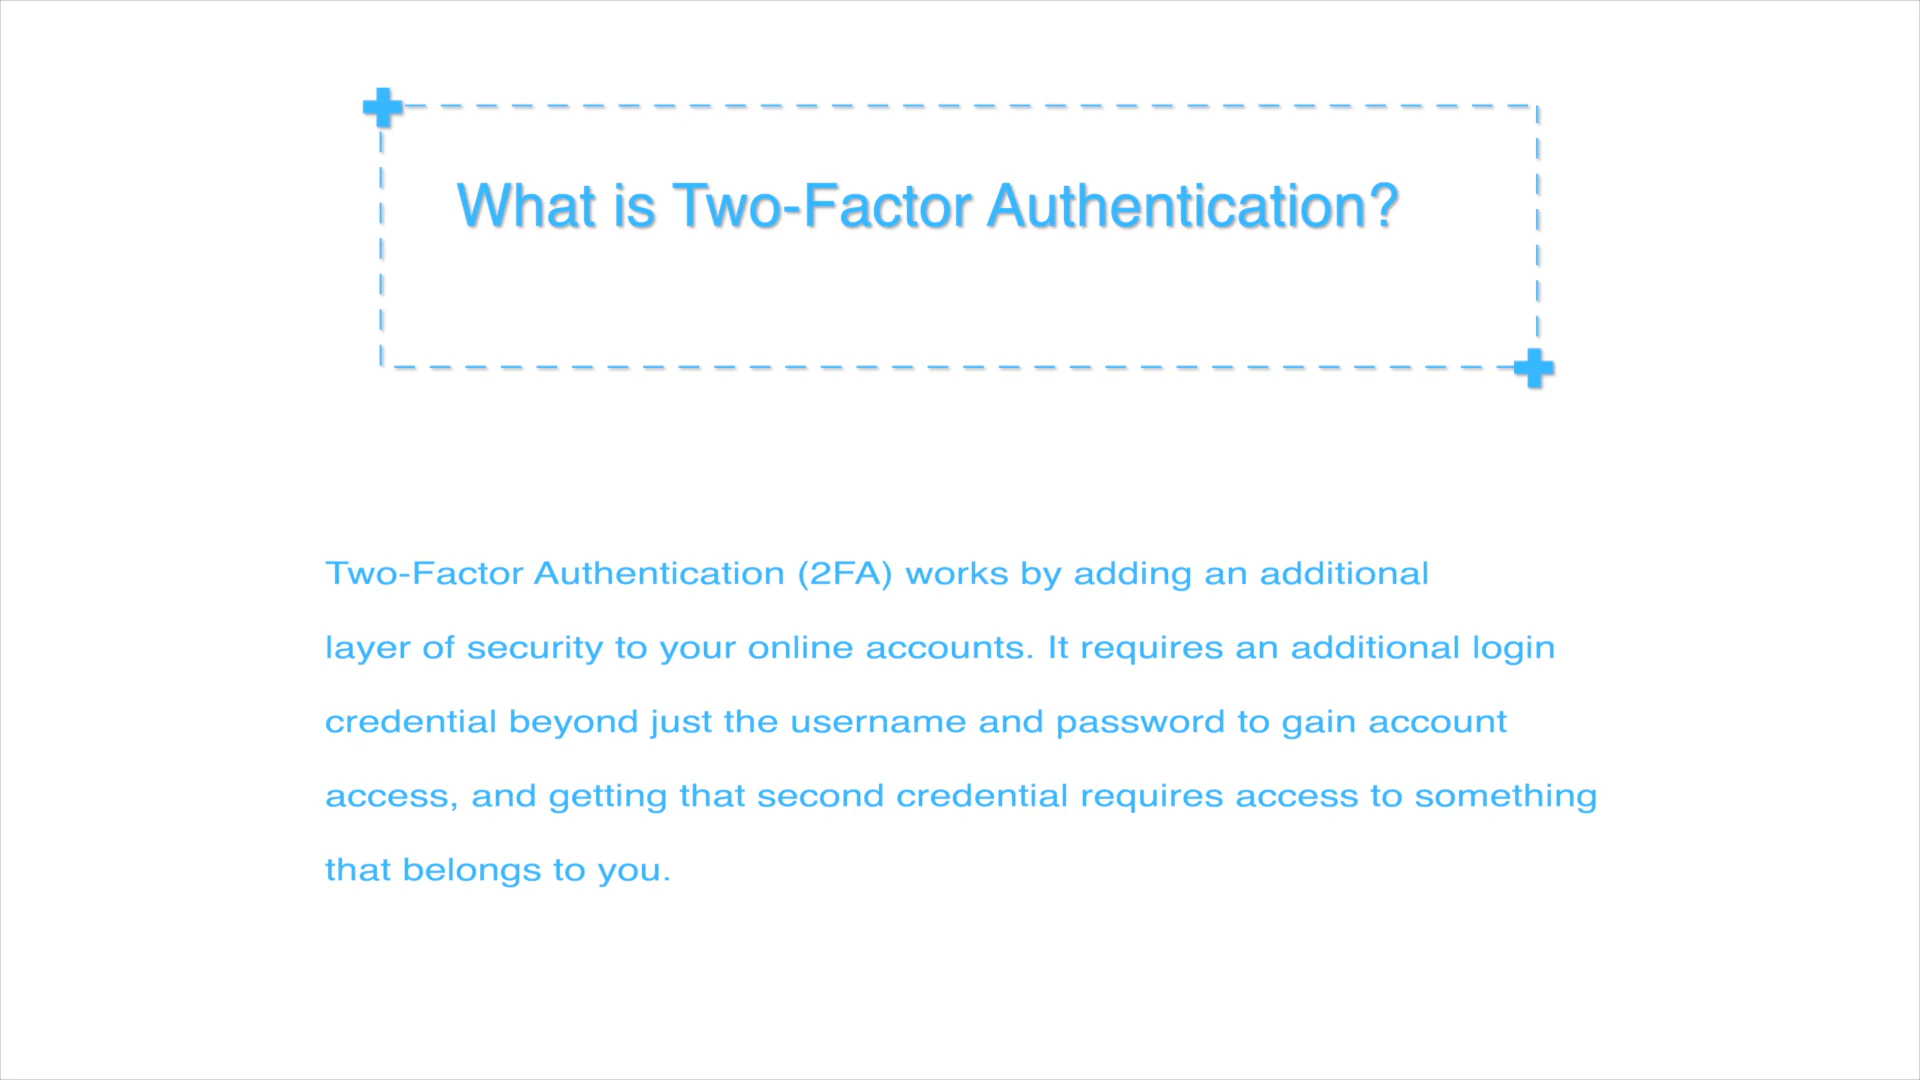 What is Two-Factor Authentication?
Two-Factor Authentication (2FA) works by adding an additional
layer of security to your online accounts. It requires an additional login
credential beyond just the username and password to gain account
access, and getting that second credential requires access to something
that belongs to you.